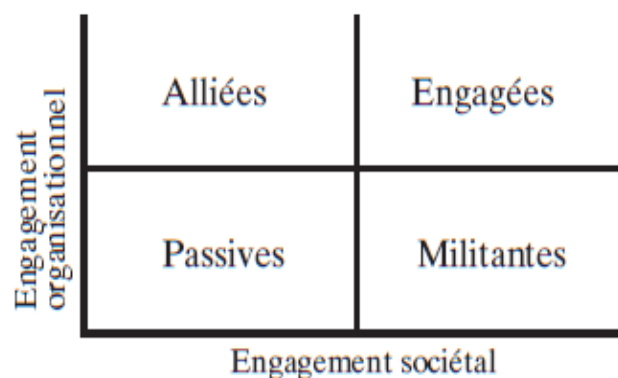 Alliées
Engagées
Engagement
organisationnel
Passives
Militantes
Engagement sociétal